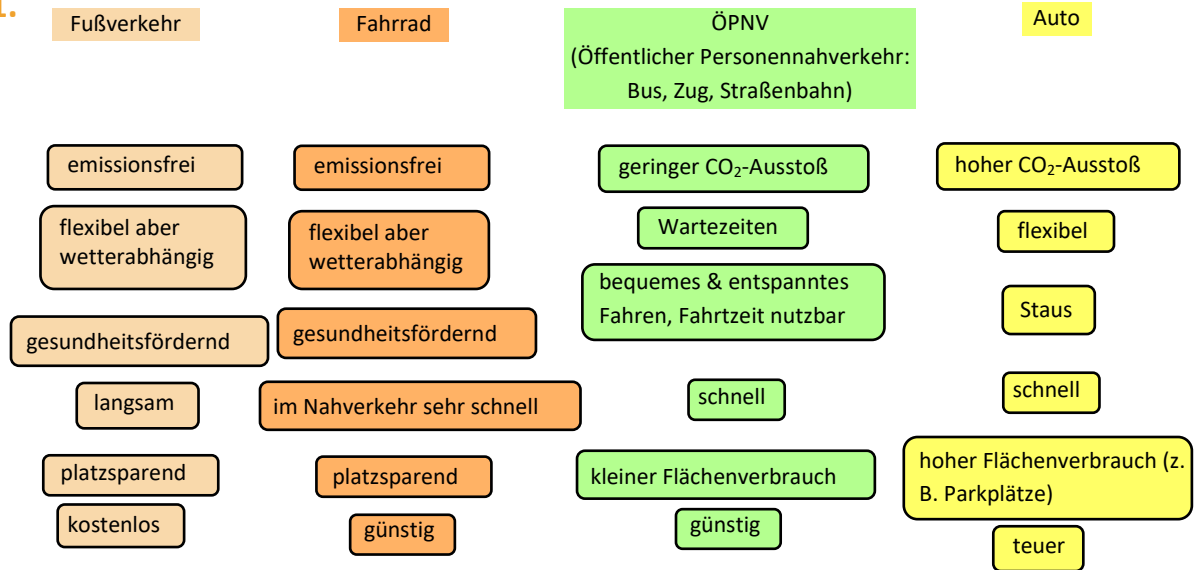 1.
Fußverkehr
Fahrrad
ÖPNV
(Öffentlicher Personennahverkehr:
Bus, Zug, Straßenbahn)
Auto
emissionsfrei
emissionsfrei
geringer CO₂-Ausstoß
hoher CO₂-Ausstoß
flexibel aber
wetterabhängig
flexibel aber
wetterabhängig
Wartezeiten
flexibel
gesundheitsfördernd
gesundheitsfördernd
bequemes & entspanntes
Fahren, Fahrtzeit nutzbar
Staus
langsam
im Nahverkehr sehr schnell
schnell
schnell
platzsparend
platzsparend
kleiner Flächenverbrauch
hoher Flächenverbrauch (z.
B. Parkplätze)
kostenlos
günstig
günstig
teuer